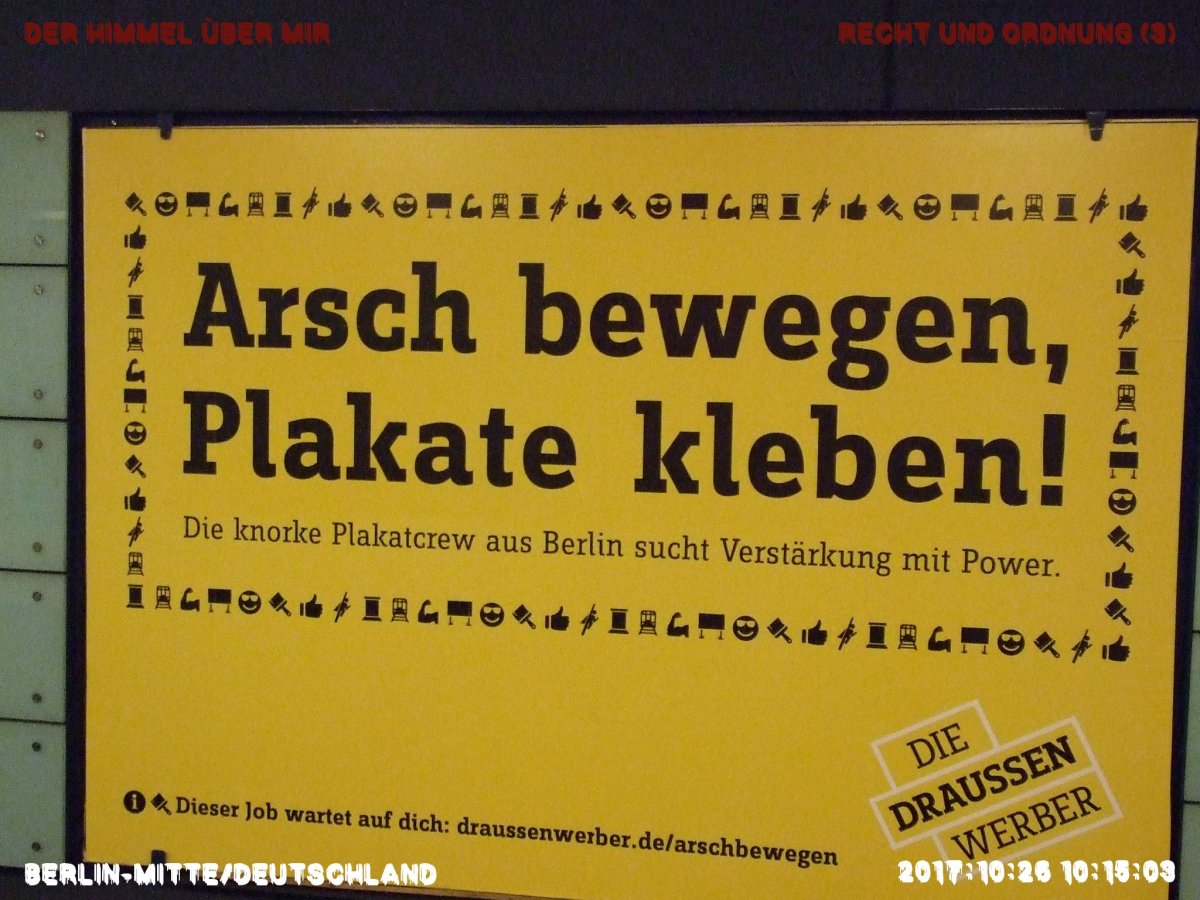 DER HIMMEL ÜBER MIR
RECHT UND ORDNUNG (3)
Arsch bewegen,
Plakate kleben!
Die knorke Plakatcrew aus Berlin sucht Verstärkung mit Power.
DIE
DRAUSSEN
WERBER
Dieser Job wartet auf dich: draussenwerber.de/arschbewegen
BERLIN-MITTE/DEUTSCHLAND
2017:10:26 10:15:03